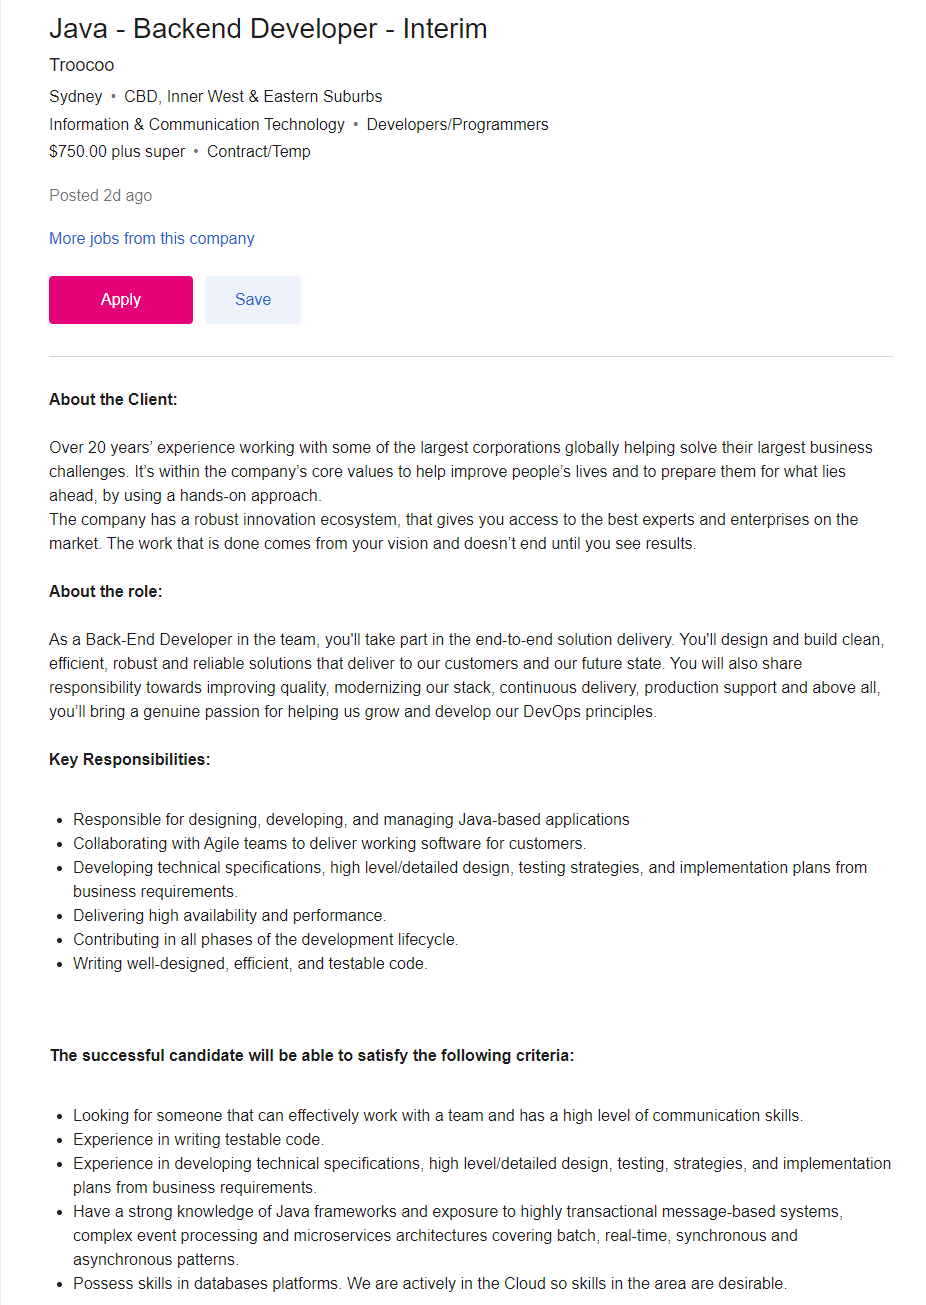 Java - Backend Developer - Interim
Troocoo
Sydney • CBD, Inner West & Eastern Suburbs
Information & Communication Technology • Developers/Programmers
$750.00 plus super • Contract/Temp
Posted 2d ago
More jobs from this company
Apply Save
About the Client:
Over 20 years’ experience working with some of the largest corporations globally helping solve their largest business
challenges. It’s within the company’s core values to help improve people’s lives and to prepare them for what lies
ahead, by using a hands-on approach.
The company has a robust innovation ecosystem, that gives you access to the best experts and enterprises on the
market. The work that is done comes from your vision and doesn’t end until you see results.
About the role:
As a Back-End Developer in the team, you'll take part in the end-to-end solution delivery. You'll design and build clean,
efficient, robust and reliable solutions that deliver to our customers and our future state. You will also share
responsibility towards improving quality, modernizing our stack, continuous delivery, production support and above all,
you’ll bring a genuine passion for helping us grow and develop our DevOps principles.
Key Responsibilities:
• Responsible for designing, developing, and managing Java-based applications
• Collaborating with Agile teams to deliver working software for customers.
• Developing technical specifications, high level/detailed design, testing strategies, and implementation plans from
business requirements.
• Delivering high availability and performance.
• Contributing in all phases of the development lifecycle.
• Writing well-designed, efficient, and testable code.
The successful candidate will be able to satisfy the following criteria:
• Looking for someone that can effectively work with a team and has a high level of communication skills.
• Experience in writing testable code.
• Experience in developing technical specifications, high level/detailed design, testing, strategies, and implementation
plans from business requirements.
• Have a strong knowledge of Java frameworks and exposure to highly transactional message-based systems,
complex event processing and microservices architectures covering batch, real-time, synchronous and
asynchronous patterns.
• Possess skills in databases platforms. We are actively in the Cloud so skills in the area are desirable.